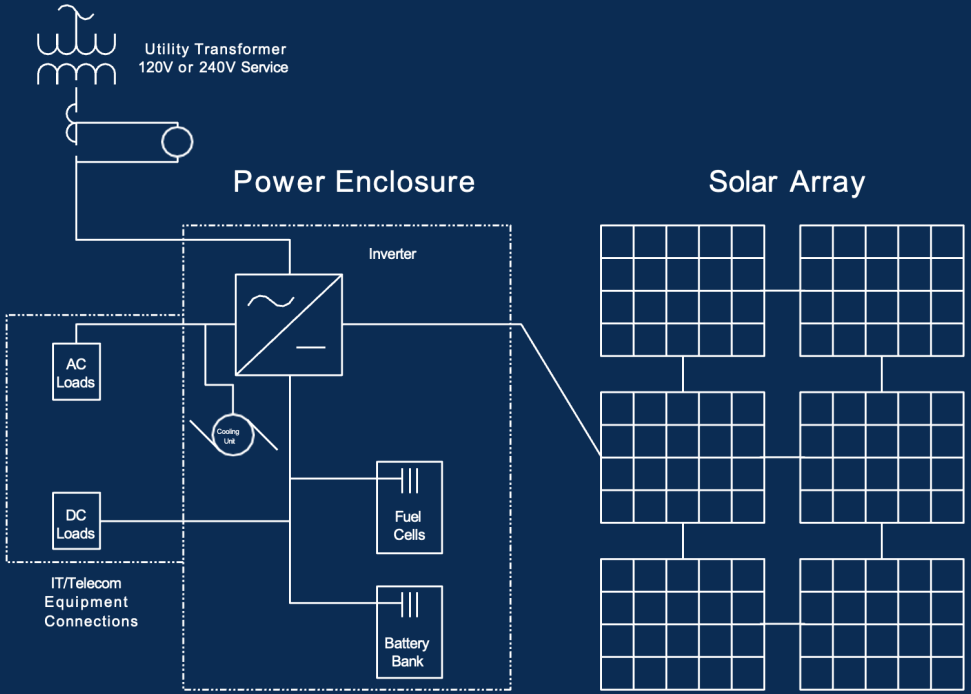 Utility Transformer
120V or 240V Service
Power Enclosure
Solar Array
Inverter
AC
Loads
Cooling
Unit
DC
Loads
Fuel
Cells
IT/Telecom
Equipment
Connections
Battery
Bank